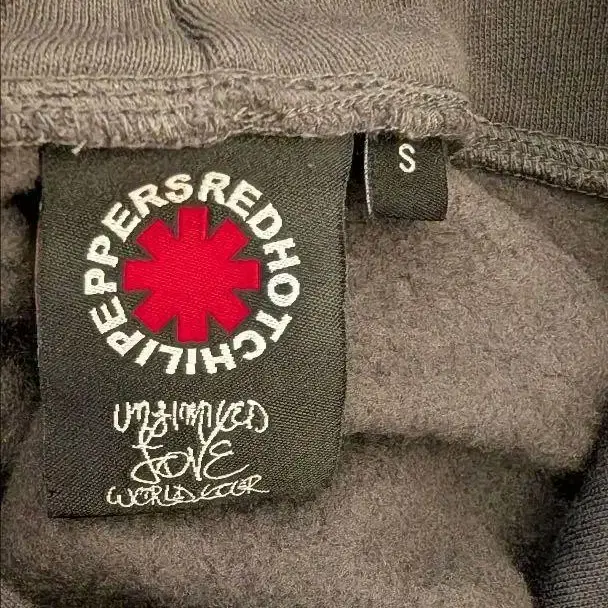 S
RED HOT CHILI PEPPERS
UNLIMITED
LOVE
WORLD TOUR